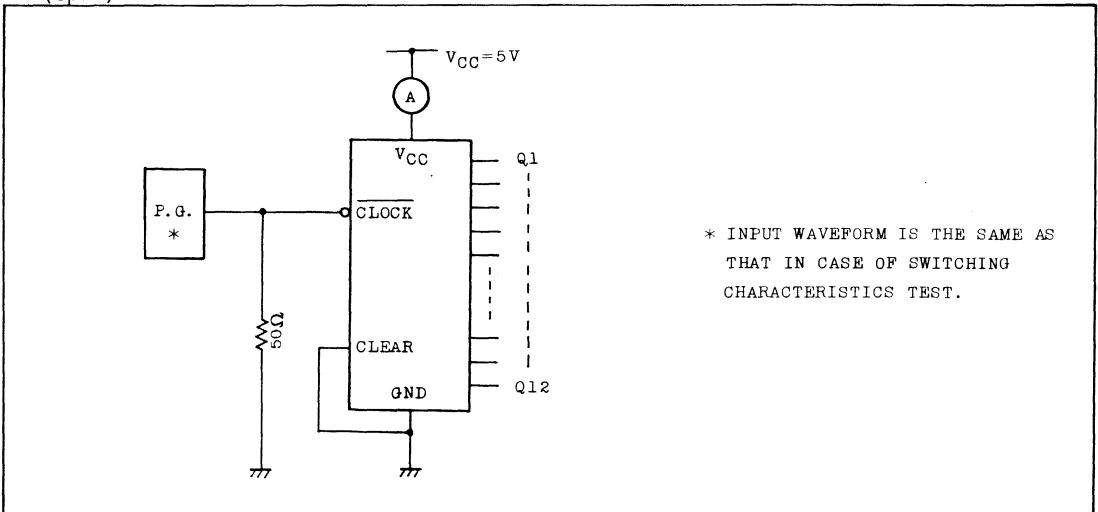 V_CC=5V
A
V_CC
Q1
P.G.
*
CLOCK
* INPUT WAVEFORM IS THE SAME AS
THAT IN CASE OF SWITCHING
CHARACTERISTICS TEST.
50Ω
CLEAR
GND
Q12